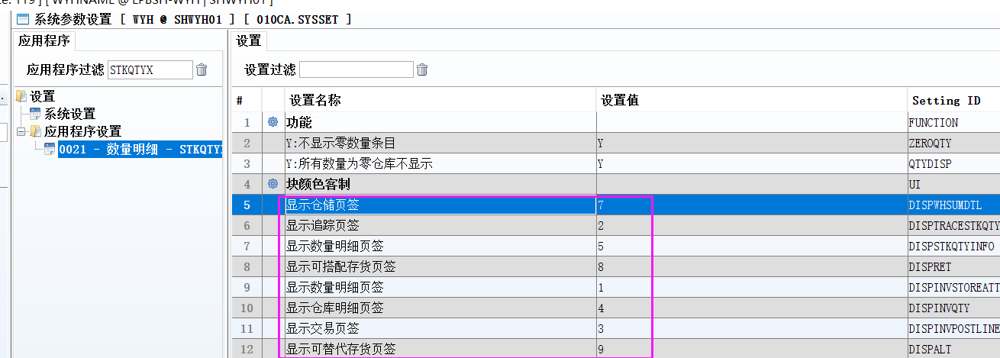 系统参数设置 [ WYH @ SHWYH01 ] [ 010CA.SYSSET ]
应用程序
应用程序过滤 STKQTYX
设置
系统设置
应用程序设置
0021 - 数量明细 - STKQTYX
设置
设置过滤
# 设置名称 设置值 Setting ID
1 功能 FUNCTION
2 Y:不显示零数量条目 Y ZEROQTY
3 Y:所有数量为零仓库不显示 Y QTYDISP
4 块颜色客制 UI
5 显示仓储页签 7 DISPWHSUMDTL
6 显示追踪页签 2 DISPTRACESTKQTY
7 显示数量明细页签 5 DISPSTKQTYINFO
8 显示可搭配存货页签 8 DISPRET
9 显示数量明细页签 1 DISPINVSTOREATT
10 显示仓库明细页签 4 DISPINVQTY
11 显示交易页签 3 DISPINVPOSTLINE
12 显示可替代存货页签 9 DISPALT